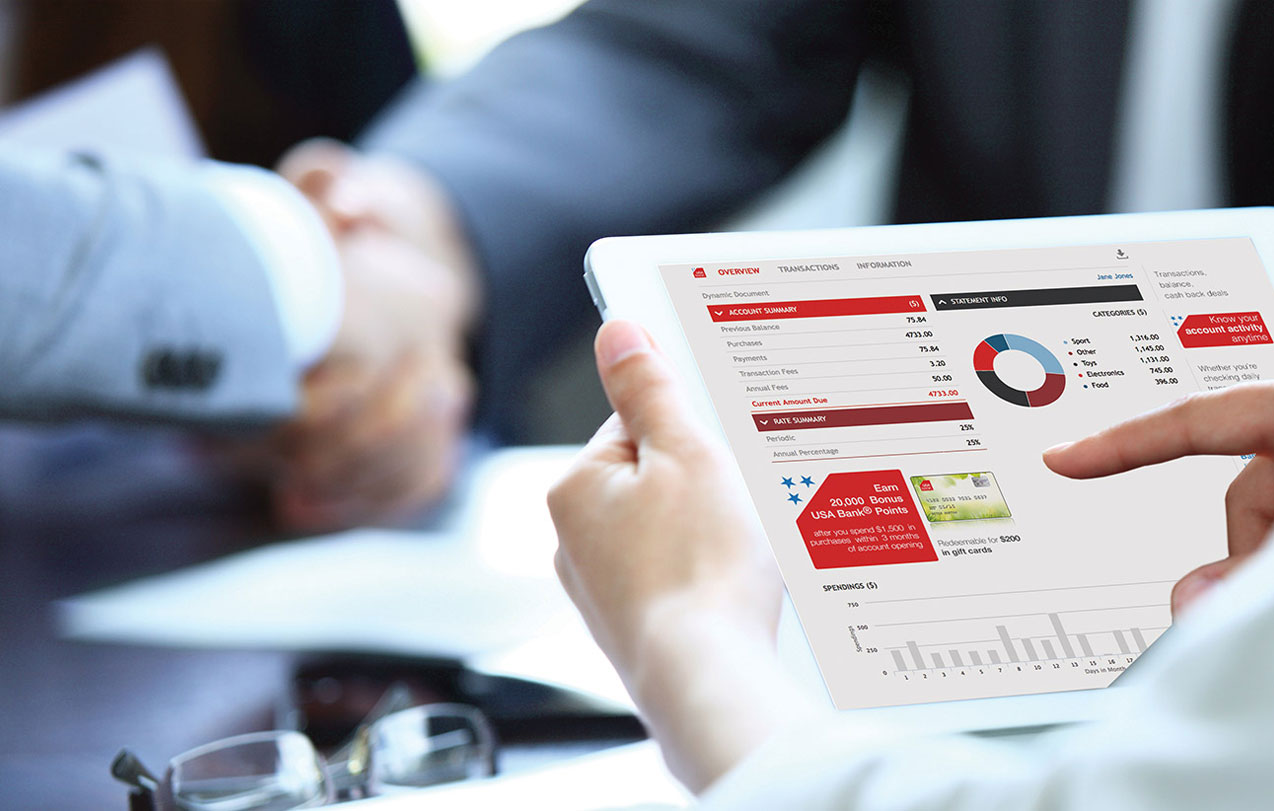 OVERVIEW TRANSACTIONS INFORMATION
Dynamic Document
Jane Jones
ACCOUNT SUMMARY ($)
Previous Balance 75.84
Purchases 4733.00
Payments 75.84
Transaction Fees 3.20
Annual Fees 50.00
Current Amount Due 4733.00
RATE SUMMARY
Periodic 25%
Annual Percentage 25%
STATEMENT INFO
CATEGORIES ($)
Sport 1,316.00
Other 1,145.00
Toys 1,131.00
Electronics 745.00
Food 396.00
Transactions,
balance,
cash back deals
Know your
account activity
anytime
Whether you're
checking daily
Earn
20,000 Bonus
USA Bank® Points
after you spend $1,500 in
purchases within 3 months
of account opening
Redeemable for $200
in gift cards
SPENDINGS ($)
750
500
250
0
Spendings
1 2 3 4 5 6 7 8 9 10 12 13 15 16 17
Days in Month